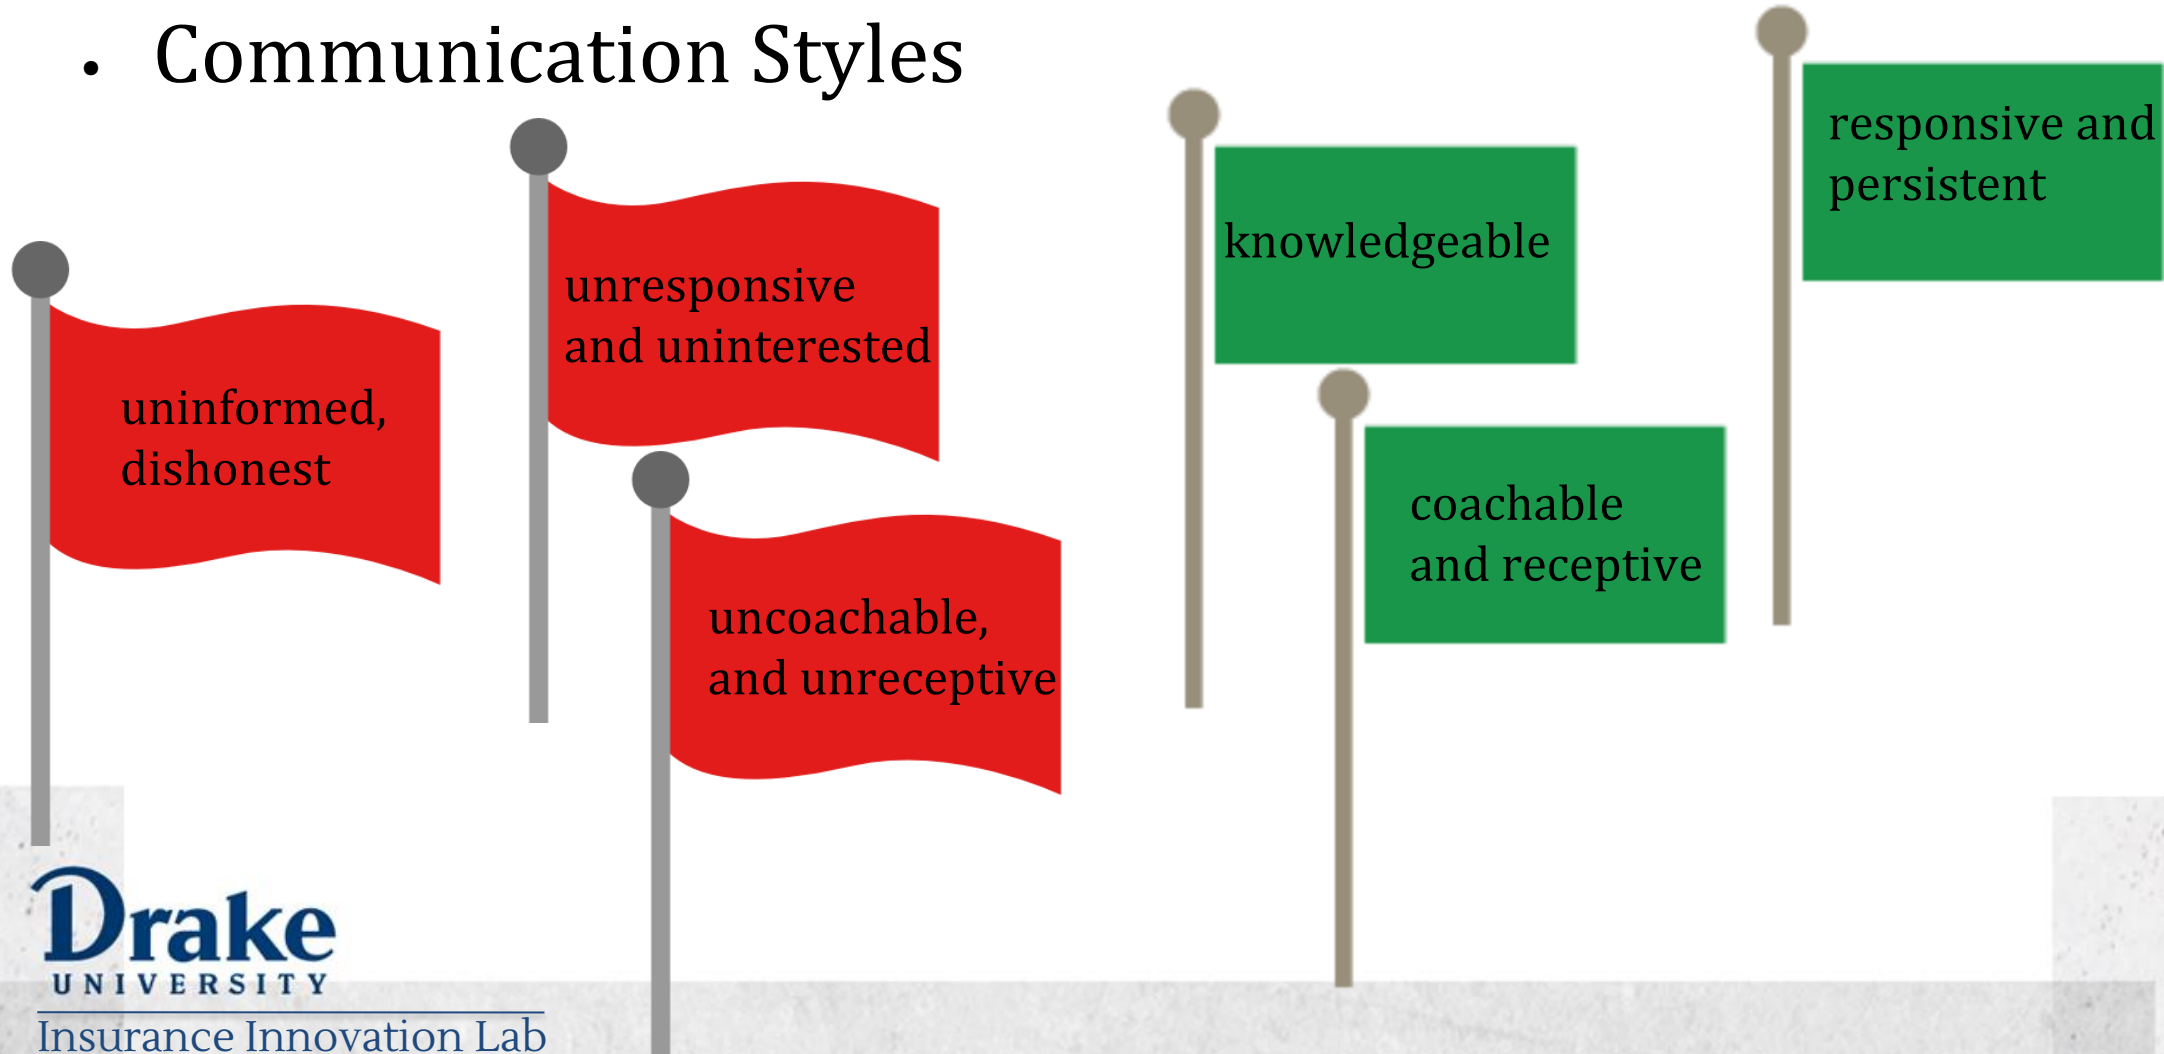 • Communication Styles
uninformed,
dishonest
unresponsive
and uninterested
uncoachable,
and unreceptive
knowledgeable
coachable
and receptive
responsive and
persistent
Drake
UNIVERSITY
Insurance Innovation Lab